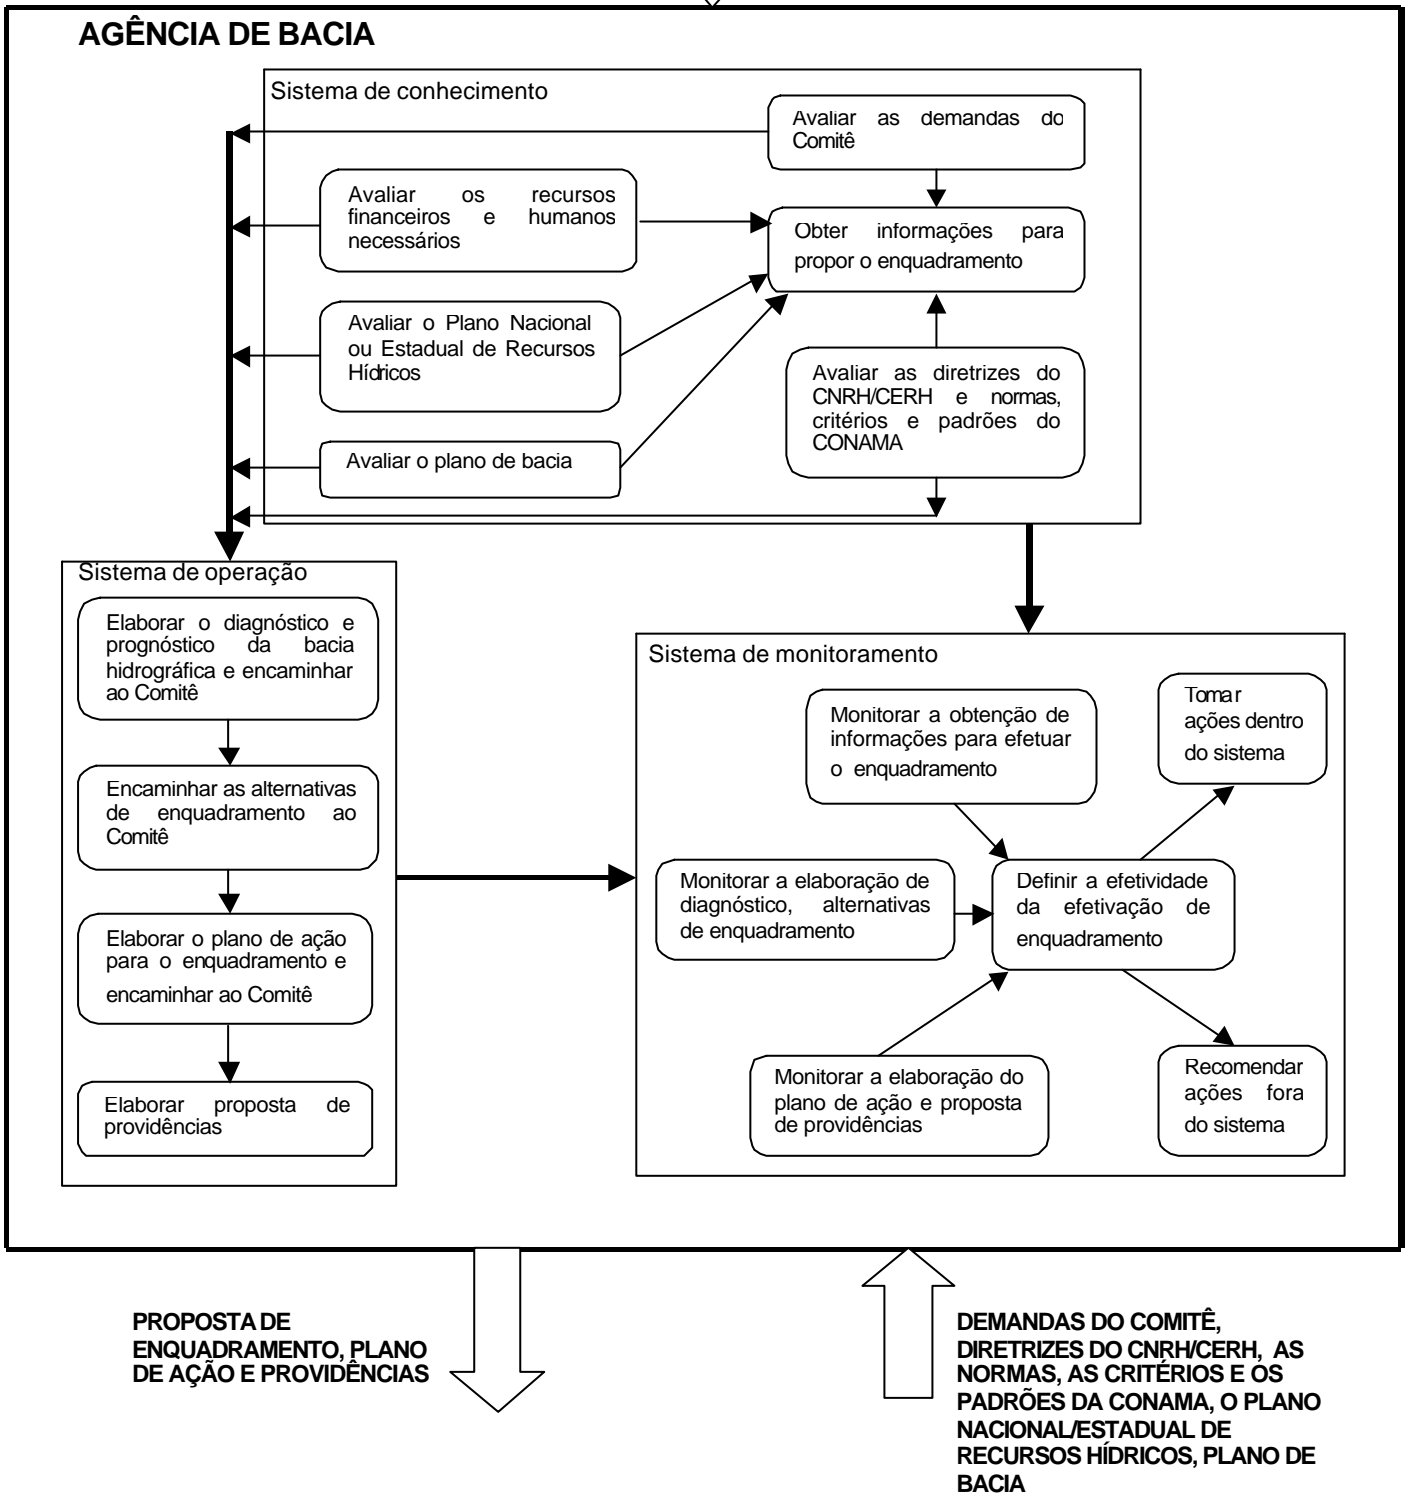 AGÊNCIA DE BACIA
Sistema de conhecimento
Avaliar as demandas do
Comitê
Avaliar os recursos
financeiros e humanos
necessários
Obter informações para
propor o enquadramento
Avaliar o Plano Nacional
ou Estadual de Recursos
Hídricos
Avaliar as diretrizes do
CNRH/CERH e normas,
critérios e padrões do
CONAMA
Avaliar o plano de bacia
Sistema de operação
Elaborar o diagnóstico e
prognóstico da bacia
hidrográfica e encaminhar
ao Comitê
Encaminhar as alternativas
de enquadramento ao
Comitê
Elaborar o plano de ação
para o enquadramento e
encaminhar ao Comitê
Elaborar proposta de
providências
Sistema de monitoramento
Monitorar a obtenção de
informações para efetuar
o enquadramento
Tomar
ações dentro
do sistema
Monitorar a elaboração de
diagnóstico, alternativas
de enquadramento
Definir a efetividade
da efetivação de
enquadramento
Monitorar a elaboração do
plano de ação e proposta
de providências
Recomendar
ações fora
do sistema
PROPOSTA DE
ENQUADRAMENTO, PLANO
DE AÇÃO E PROVIDÊNCIAS
DEMANDAS DO COMITÊ,
DIRETRIZES DO CNRH/CERH, AS
NORMAS, AS CRITÉRIOS E OS
PADRÕES DA CONAMA, O PLANO
NACIONAL/ESTADUAL DE
RECURSOS HÍDRICOS, PLANO DE
BACIA